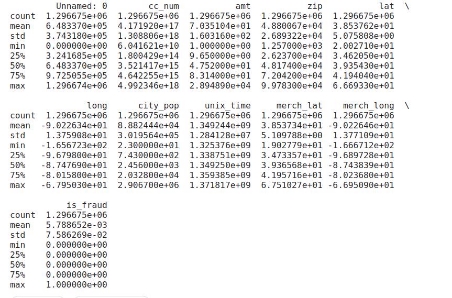 Unnamed: 0 cc_num amt zip lat \
count 1.296675e+06 1.296675e+06 1.296675e+06 1.296675e+06 1.296675e+06
mean 6.483370e+05 4.171920e+17 7.035104e+01 4.880067e+04 3.853762e+01
std 3.743180e+05 1.308806e+18 1.603160e+02 2.689322e+04 5.075808e+00
min 0.000000e+00 6.041621e+10 1.000000e+00 1.257000e+03 2.002710e+01
25% 3.241685e+05 1.800429e+14 9.650000e+00 2.623700e+04 3.462050e+01
50% 6.483370e+05 3.521417e+15 4.752000e+01 4.817400e+04 3.935430e+01
75% 9.725055e+05 4.642255e+15 8.314000e+01 7.204200e+04 4.194040e+01
max 1.296674e+06 4.992346e+18 2.894890e+04 9.978300e+04 6.669330e+01
long city_pop unix_time merch_lat merch_long \
count 1.296675e+06 1.296675e+06 1.296675e+06 1.296675e+06 1.296675e+06
mean -9.022634e+01 8.882444e+04 1.349244e+09 3.853734e+01 -9.022646e+01
std 1.375908e+01 3.019564e+05 1.284128e+07 5.109788e+00 1.377109e+01
min -1.656723e+02 2.300000e+01 1.325376e+09 1.902779e+01 -1.666712e+02
25% -9.679800e+01 7.430000e+02 1.338751e+09 3.473357e+01 -9.689728e+01
50% -8.747690e+01 2.456000e+03 1.349250e+09 3.936568e+01 -8.743839e+01
75% -8.015800e+01 2.032800e+04 1.359385e+09 4.195716e+01 -8.023680e+01
max -6.795030e+01 2.906700e+06 1.371817e+09 6.751027e+01 -6.695090e+01
is_fraud
count 1.296675e+06
mean 5.788652e-03
std 7.586269e-02
min 0.000000e+00
25% 0.000000e+00
50% 0.000000e+00
75% 0.000000e+00
max 1.000000e+00